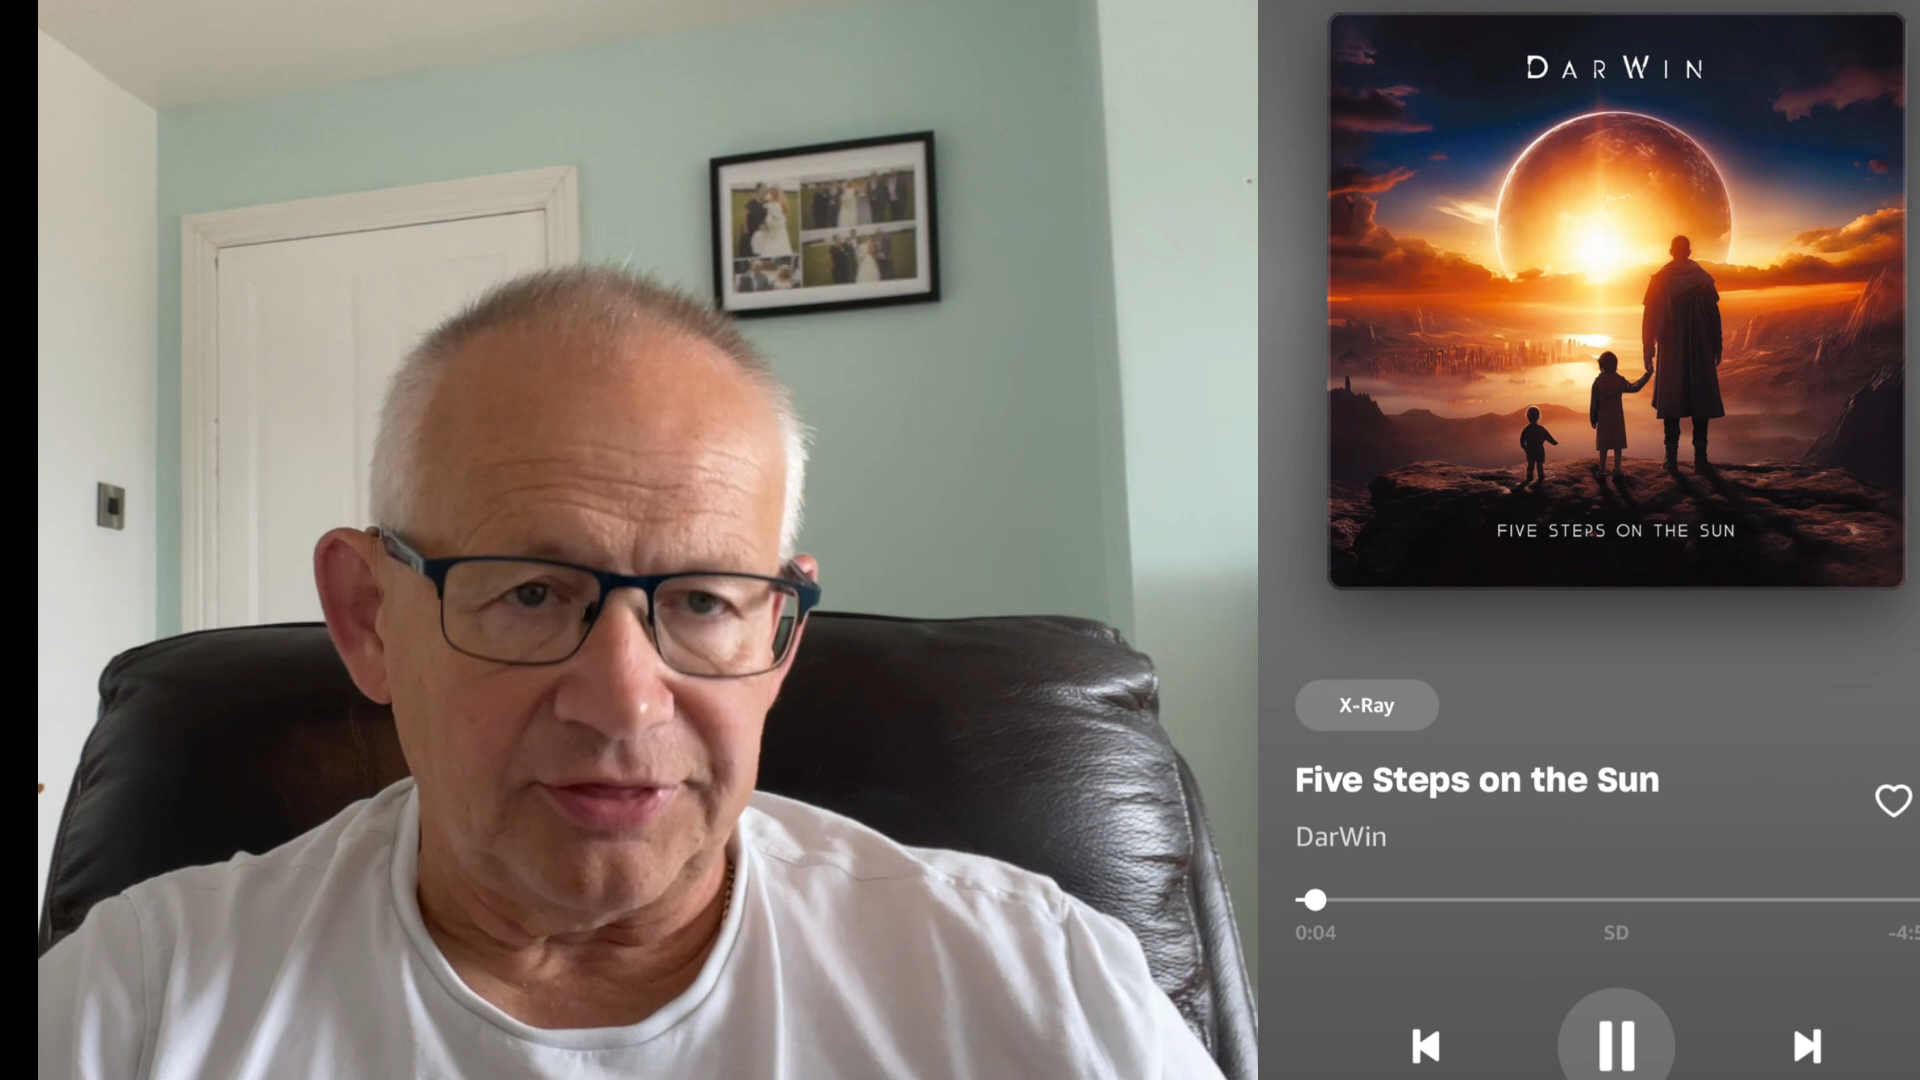 DARWIN
FIVE STEPS ON THE SUN
X-Ray
Five Steps on the Sun
DarWin
0:04
SD